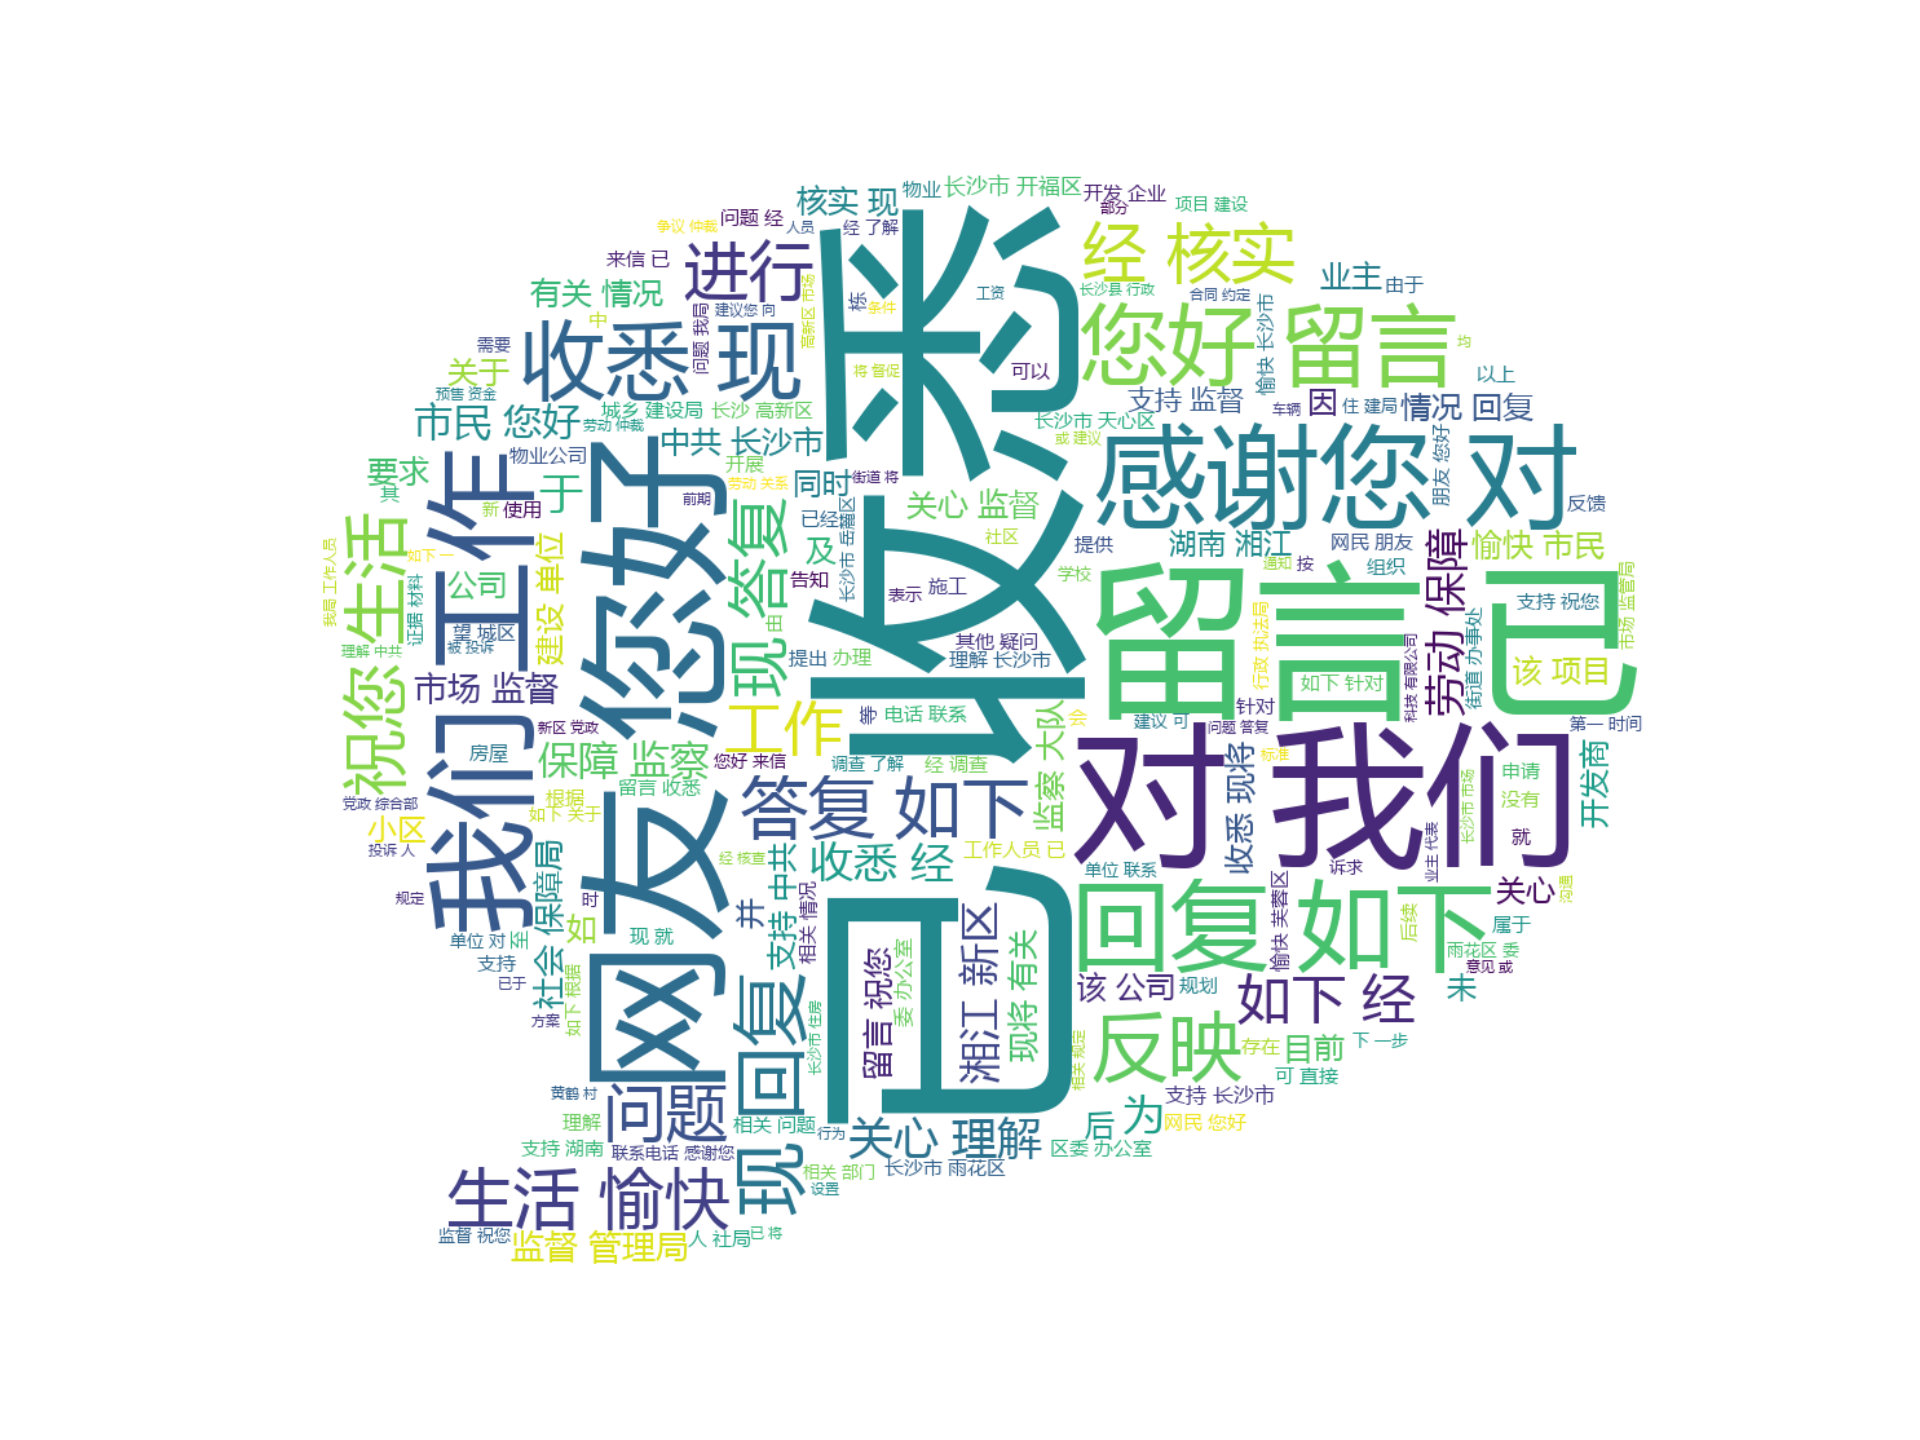 核实 现
物业
长沙市 开福区
开发 企业
部分
项目 建设
争议 仲裁
问题 经
人员
经 了解
来信 已
进行
经 核实
业主
由于
有关 情况
建议您 向
中
问题 我局
高新区 市场
栋
条件
工资
长沙县 行政
合同 约定
愉快 长沙市
需要
收悉 现
您好 留言
均
关于
将 督促
可以
以上
预售 资金
支持 监督
因
车辆
住 建局
情况 回复
市民 您好
城乡 建设局
长沙 高新区
劳动 仲裁
中共 长沙市
长沙市 天心区
或 建议
感谢您 对
朋友 您好
物业公司
开展
要求
其
新
使用
于
劳动 关系
前期
同时
街道 将
关心 监督
反馈
已经
长沙市 岳麓区
及
社区
提供
湖南 湘江
网民 朋友
愉快 市民
我局 工作人员
祝您 生活
如下 一
证据 材料
公司
建设 单位
现 答复
由
告知
表示
施工
学校
通知
按
组织
劳动 保障
市场 监管局
支持 祝您
望 城区
被 投诉
理解 中共
提出
办理
其他 疑问
理解 长沙市
行政 执法局
如下 针对
科技 有限公司
街道 办事处
该 项目
市场 监督
我们 工作
网友 您好
已 收悉
留言 已
工作
等
电话 联系
监察 大队
会
建议 可
针对
问题 答复
第一 时间
新区 党政
房屋
保障 监察
您好 来信
调查 了解
经 调查
对 我们
收悉 现将
标准
长沙市 市场
申请
没有
开发商
留言 收悉
党政 综合部
根据
如下 关于
小区
答复 如下
就
投诉 人
社会 保障局
经 核查
支持 中共
收悉 经
工作人员 已
单位 联系
诉求
业主 代表
规定
时
并
相关 情况
回复 如下
愉快 芙蓉区
关心
沟通
后续
属于
单位 对
至
如
现 就
留言 祝您
委 办公室
湘江 新区
现将 有关
雨花区 委
意见 或
支持
已于
如下 根据
方案
现 回复
长沙市 住房
该 公司
规划
如下 经
未
相关 规定
反映
存在
目前
下 一步
可 直接
黄鹤 村
问题
理解
相关 问题
行为
关心 理解
后
为
支持 长沙市
网民 您好
支持 湖南
联系电话 感谢您
区委 办公室
相关 部门
长沙市 雨花区
设置
生活 愉快
监督 祝您
监督 管理局
人 社局
已 将